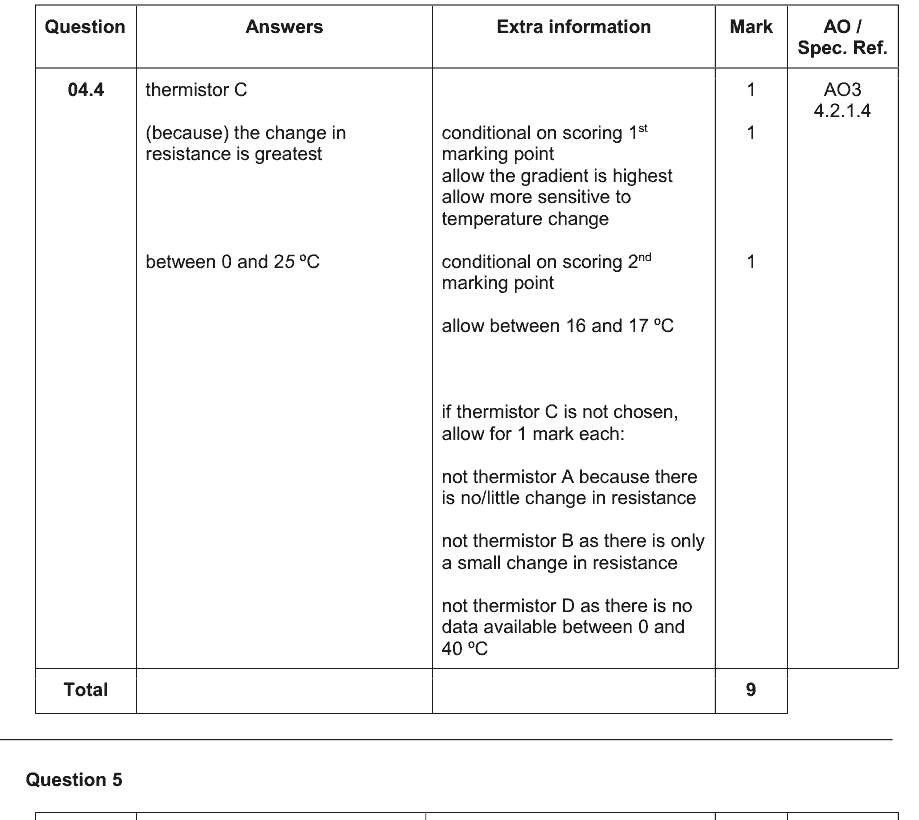 Question Answers Extra information Mark AO /
Spec. Ref.
04.4 thermistor C 1 AO3
4.2.1.4
(because) the change in
resistance is greatest
conditional on scoring 1st
marking point
allow the gradient is highest
allow more sensitive to
temperature change
1
between 0 and 25 ºC
conditional on scoring 2nd
marking point
1
allow between 16 and 17 ºC
if thermistor C is not chosen,
allow for 1 mark each:
not thermistor A because there
is no/little change in resistance
not thermistor B as there is only
a small change in resistance
not thermistor D as there is no
data available between 0 and
40 ºC
Total 9
Question 5